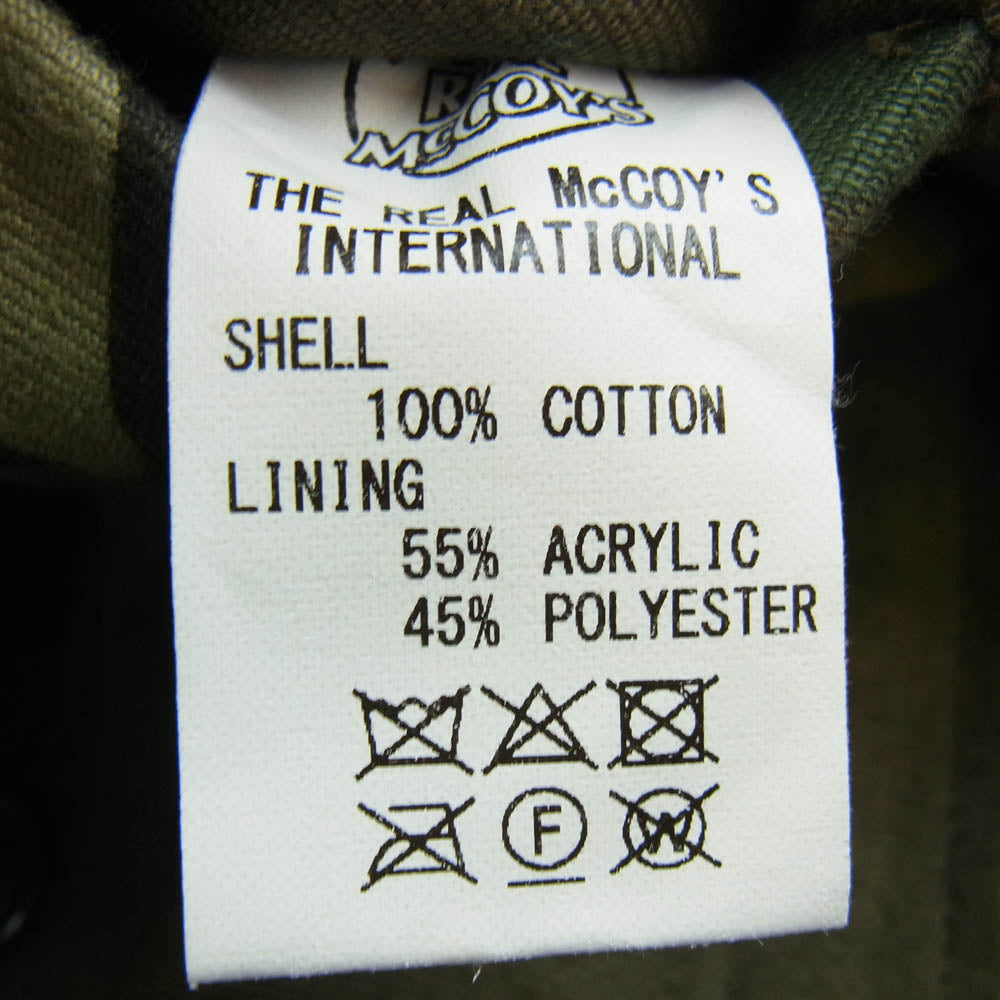 R
McCOY'S
THE REAL McCOY'S
INTERNATIONAL
SHELL
100% COTTON
LINING
55% ACRYLIC
45% POLYESTER
F W